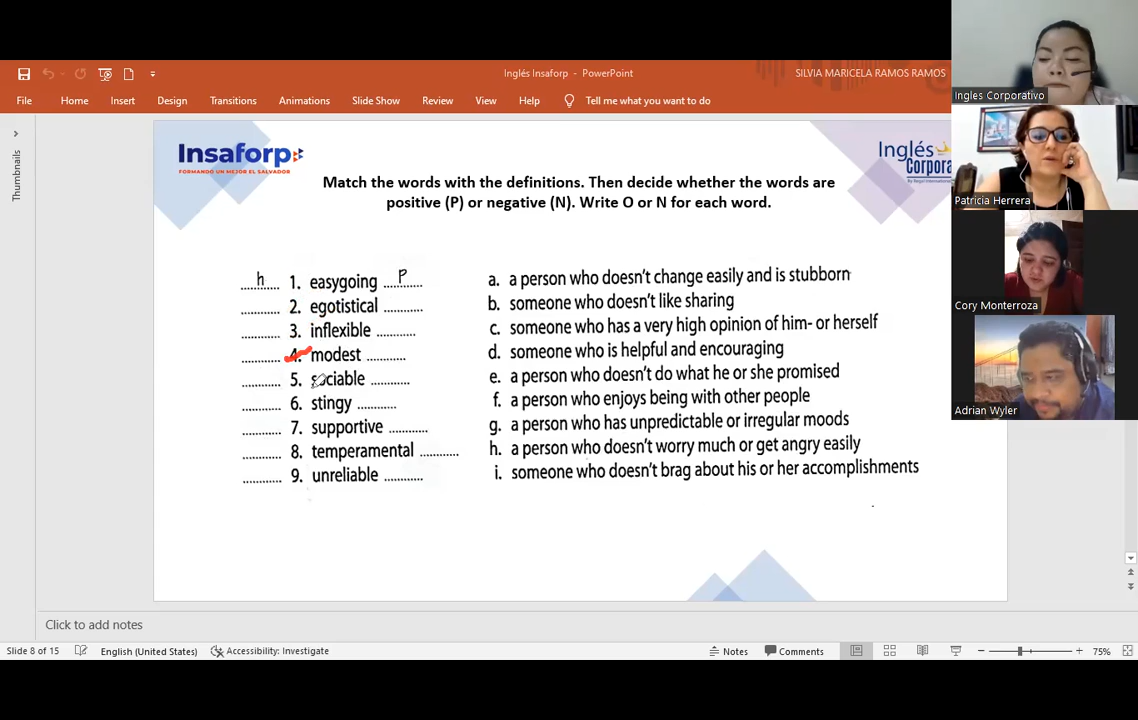 Inglés Insaforp - PowerPoint
SILVIA MARICELA RAMOS RAMOS
File Home Insert Design Transitions Animations Slide Show Review View Help Tell me what you want to do
Thumbnails
Insaforp
FORMANDO UN MEJOR EL SALVADOR
Inglés
Corpora
Match the words with the definitions. Then decide whether the words are
positive (P) or negative (N). Write O or N for each word.
h 1. easygoing P
2. egotistical
3. inflexible
4. modest
5. sociable
6. stingy
7. supportive
8. temperamental
9. unreliable
a. a person who doesn't change easily and is stubborn
b. someone who doesn't like sharing
c. someone who has a very high opinion of him- or herself
d. someone who is helpful and encouraging
e. a person who doesn't do what he or she promised
f. a person who enjoys being with other people
g. a person who has unpredictable or irregular moods
h. a person who doesn't worry much or get angry easily
i. someone who doesn't brag about his or her accomplishments
Ingles Corporativo
Patricia Herrera
Cory Monterroza
Adrian Wyler
Click to add notes
Slide 8 of 15 English (United States) Accessibility: Investigate Notes Comments 75%